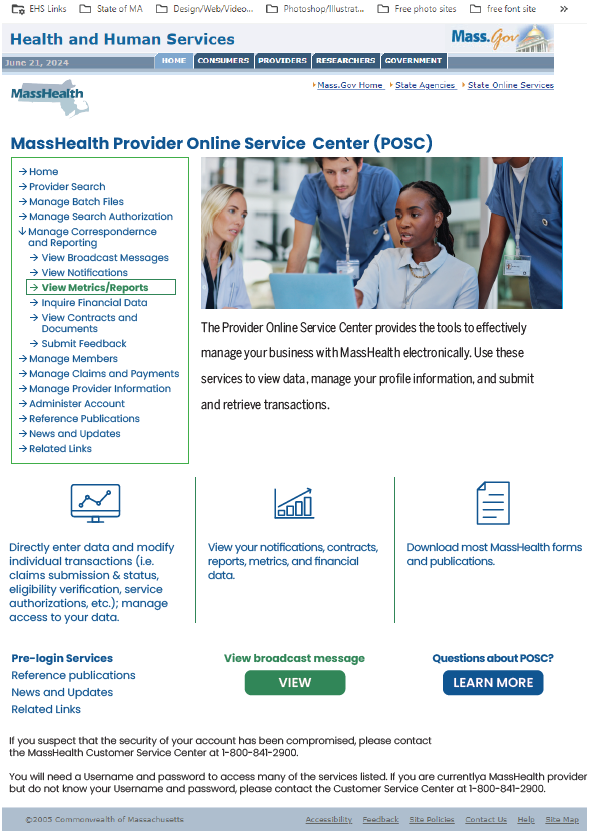 EHS Links State of MA Design/Web/Video... Photoshop/Illustrat... Free photo sites free font site »
Health and Human Services
Mass.Gov
June 21, 2024
HOME CONSUMERS PROVIDERS RESEARCHERS GOVERNMENT
Mass.Gov Home State Agencies State Online Services
MassHealth
MassHealth Provider Online Service Center (POSC)
→ Home
→ Provider Search
→ Manage Batch Files
→ Manage Search Authorization
↓ Manage Correspondernce
and Reporting
→ View Broadcast Messages
→ View Notifications
→ View Metrics/Reports
→ Inquire Financial Data
→ View Contracts and
Documents
→ Submit Feedback
→ Manage Members
→ Manage Claims and Payments
→ Manage Provider Information
→ Administer Account
→ Reference Publications
→ News and Updates
→ Related Links
The Provider Online Service Center provides the tools to effectively
manage your business with MassHealth electronically. Use these
services to view data, manage your profile information, and submit
and retrieve transactions.
Directly enter data and modify
individual transactions (i.e.
claims submission & status,
eligibility verification, service
authorizations, etc.); manage
access to your data.
View your notifications, contracts,
reports, metrics, and financial
data.
Download most MassHealth forms
and publications.
Pre-login Services
Reference publications
News and Updates
Related Links
View broadcast message
VIEW
Questions about POSC?
LEARN MORE
If you suspect that the security of your account has been compromised, please contact
the MassHealth Customer Service Center at 1-800-841-2900.
You will need a Username and password to access many of the services listed. If you are currentlya MassHealth provider
but do not know your Username and password, please contact the Customer Service Center at 1-800-841-2900.
©2005 Commonwealth of Massachusetts
Accessibility Feedback Site Policies Contact Us Help Site Map